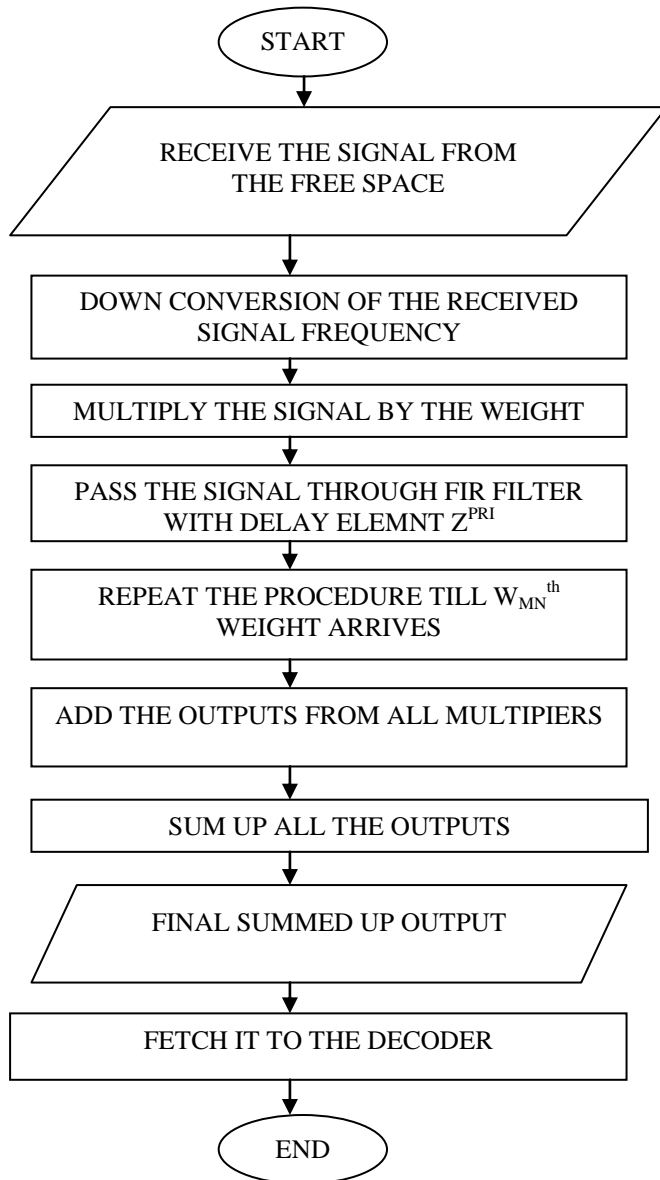 START
RECEIVE THE SIGNAL FROM
THE FREE SPACE
DOWN CONVERSION OF THE RECEIVED
SIGNAL FREQUENCY
MULTIPLY THE SIGNAL BY THE WEIGHT
PASS THE SIGNAL THROUGH FIR FILTER
WITH DELAY ELEMNT Z^PRI
REPEAT THE PROCEDURE TILL W_MN^th
WEIGHT ARRIVES
ADD THE OUTPUTS FROM ALL MULTIPIERS
SUM UP ALL THE OUTPUTS
FINAL SUMMED UP OUTPUT
FETCH IT TO THE DECODER
END